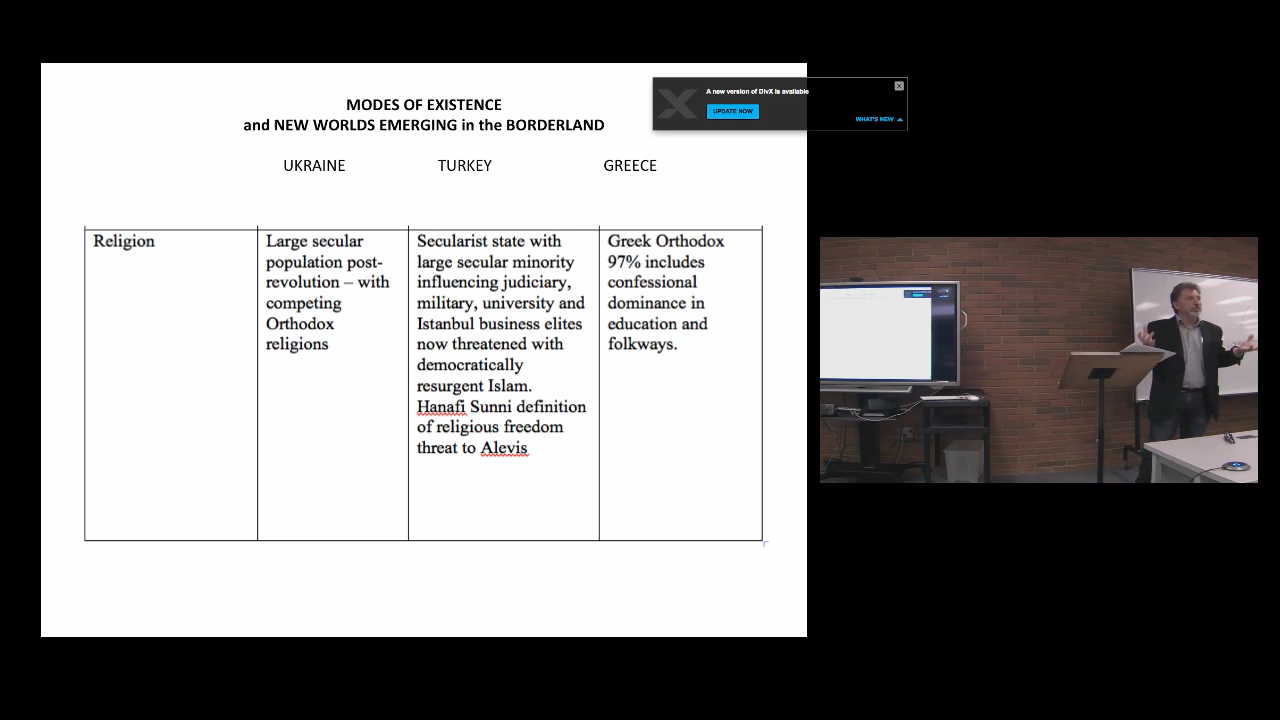 MODES OF EXISTENCE
and NEW WORLDS EMERGING in the BORDERLAND
A new version of DivX is available
UPDATE NOW
WHAT'S NEW
UKRAINE
TURKEY
GREECE
Religion
Large secular
population post-
revolution – with
competing
Orthodox
religions
Secularist state with
large secular minority
influencing judiciary,
military, university and
Istanbul business elites
now threatened with
democratically
resurgent Islam.
Hanafi Sunni definition
of religious freedom
threat to Alevis
Greek Orthodox
97% includes
confessional
dominance in
education and
folkways.